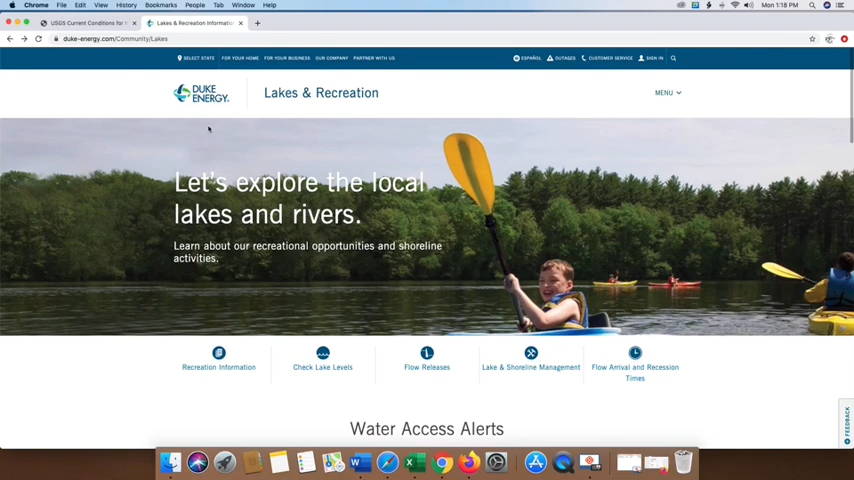 Chrome File Edit View History Bookmarks People Tab Window Help
Mon 1:18 PM
USGS Current Conditions for
Lakes & Recreation Informatio
duke-energy.com/Community/Lakes
SELECT STATE FOR YOUR HOME FOR YOUR BUSINESS OUR COMPANY PARTNER WITH US
ESPAÑOL OUTAGES CUSTOMER SERVICE SIGN IN
DUKE
ENERGY.
Lakes & Recreation
MENU
Let's explore the local
lakes and rivers.
Learn about our recreational opportunities and shoreline
activities.
Recreation Information
Check Lake Levels
Flow Releases
Lake & Shoreline Management
Flow Arrival and Recession
Times
Water Access Alerts
FEEDBACK